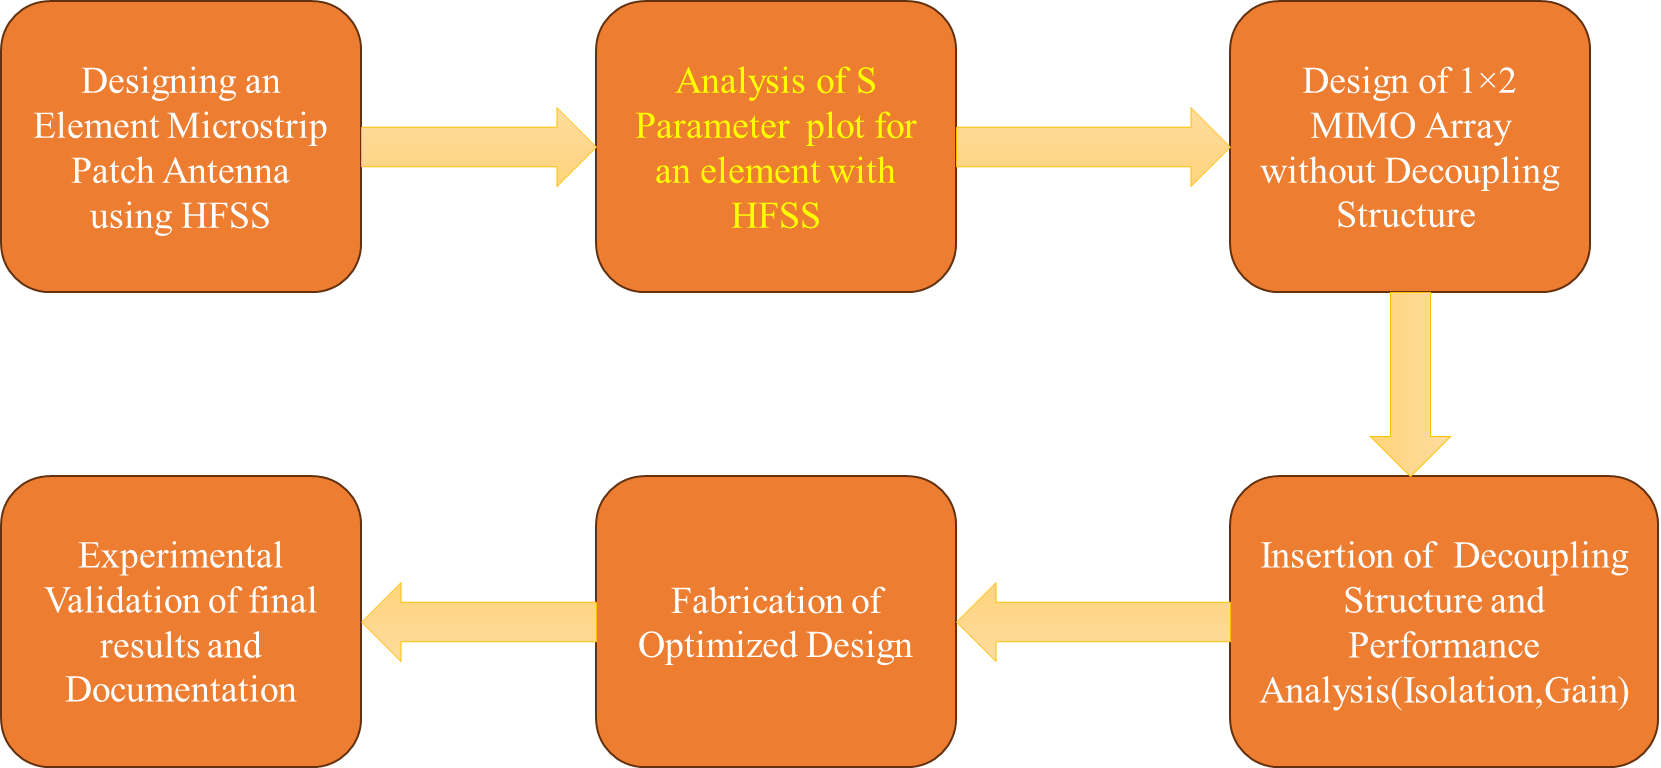 Designing an
Element Microstrip
Patch Antenna
using HFSS
Analysis of S
Parameter  plot for
an element with
HFSS
Design of 1×2
MIMO Array
without Decoupling
Structure
Insertion of  Decoupling
Structure and
Performance
Analysis(Isolation,Gain)
Fabrication of
Optimized Design
Experimental
Validation of final
results and
Documentation